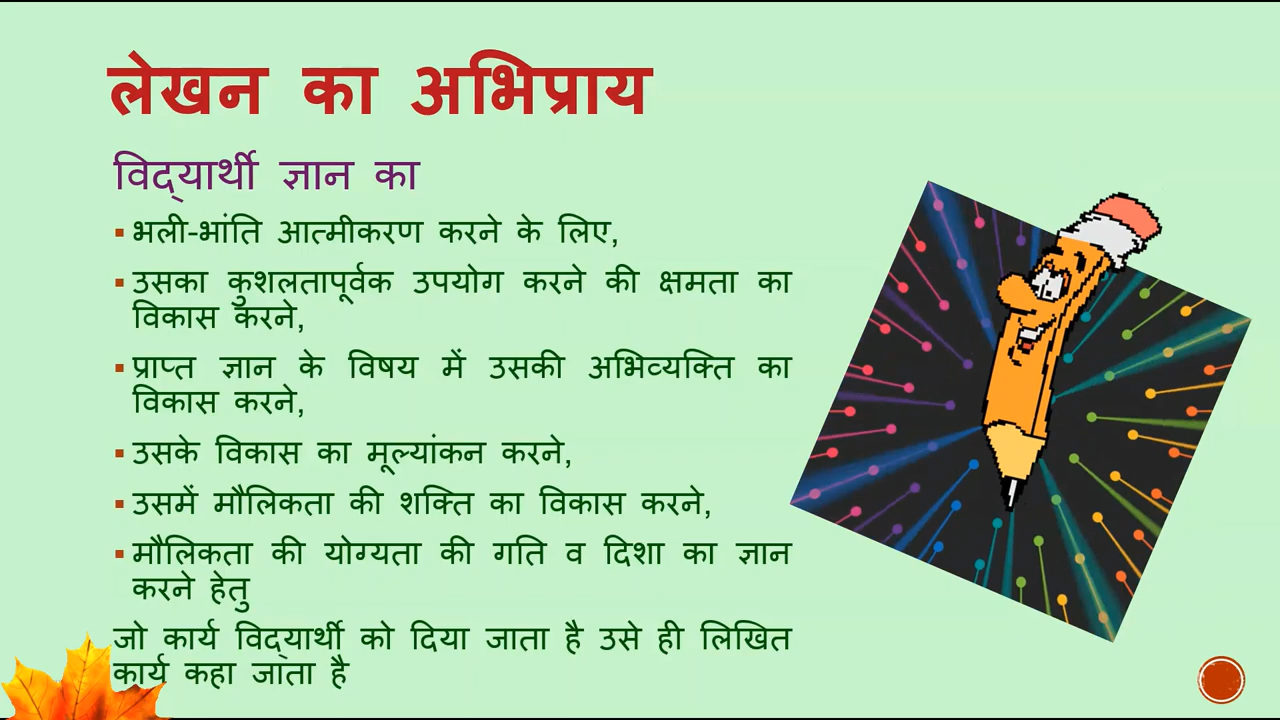 लेखन का अभिप्राय
विद्यार्थी ज्ञान का
▪ भली-भांति आत्मीकरण करने के लिए,
▪ उसका कुशलतापूर्वक उपयोग करने की क्षमता का
विकास करने,
▪ प्राप्त ज्ञान के विषय में उसकी अभिव्यक्ति का
विकास करने,
▪ उसके विकास का मूल्यांकन करने,
▪ उसमें मौलिकता की शक्ति का विकास करने,
▪ मौलिकता की योग्यता की गति व दिशा का ज्ञान
करने हेतु
जो कार्य विद्यार्थी को दिया जाता है उसे ही लिखित
कार्य कहा जाता है